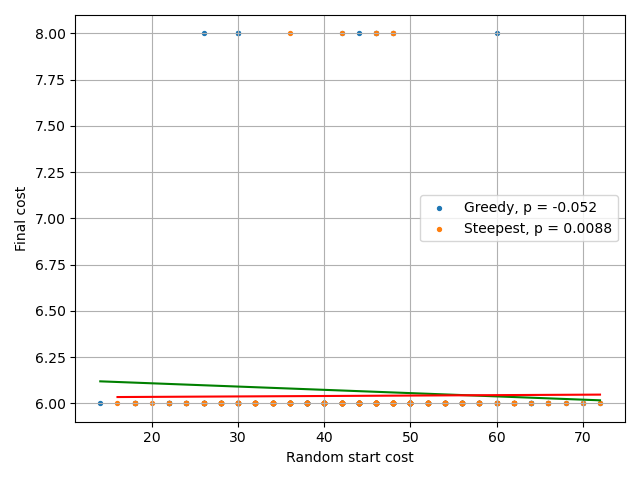 8.00
7.75
7.50
7.25
7.00
6.75
6.50
6.25
6.00
Final cost
Greedy, p = -0.052
Steepest, p = 0.0088
20 30 40 50 60 70
Random start cost